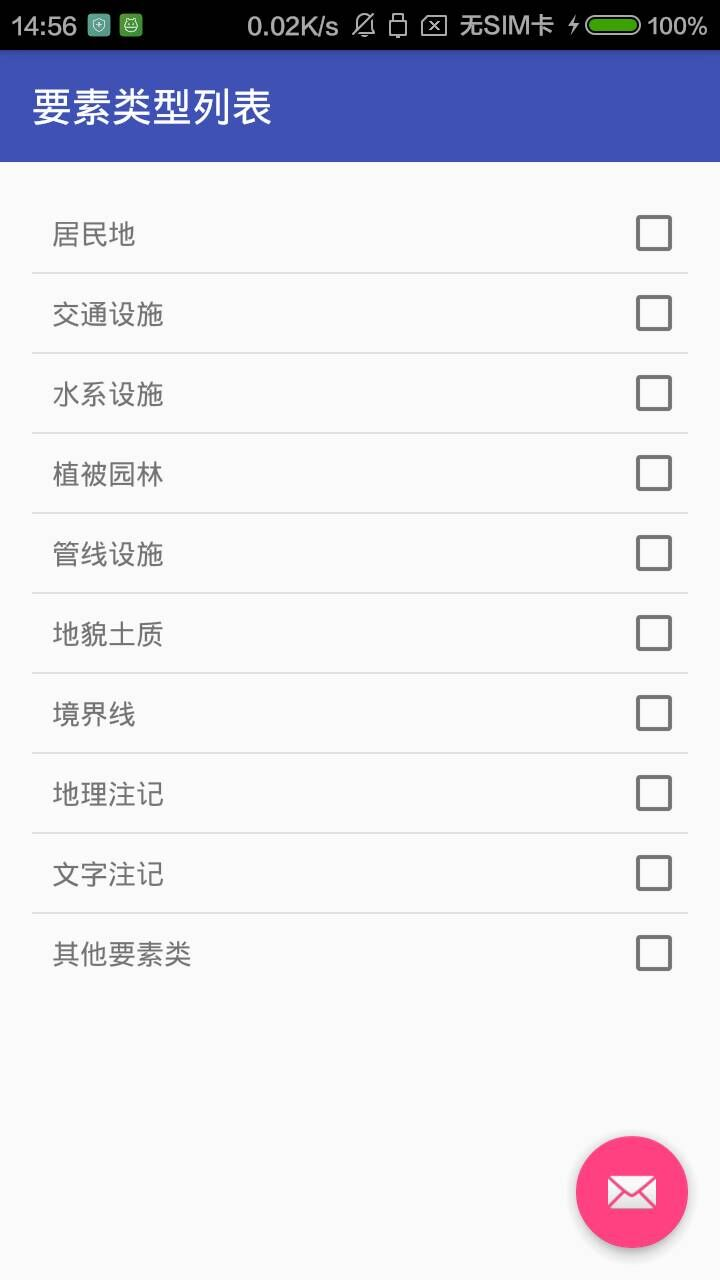 14:56 0.02K/s 无SIM卡 100%
要素类型列表
居民地
交通设施
水系设施
植被园林
管线设施
地貌土质
境界线
地理注记
文字注记
其他要素类